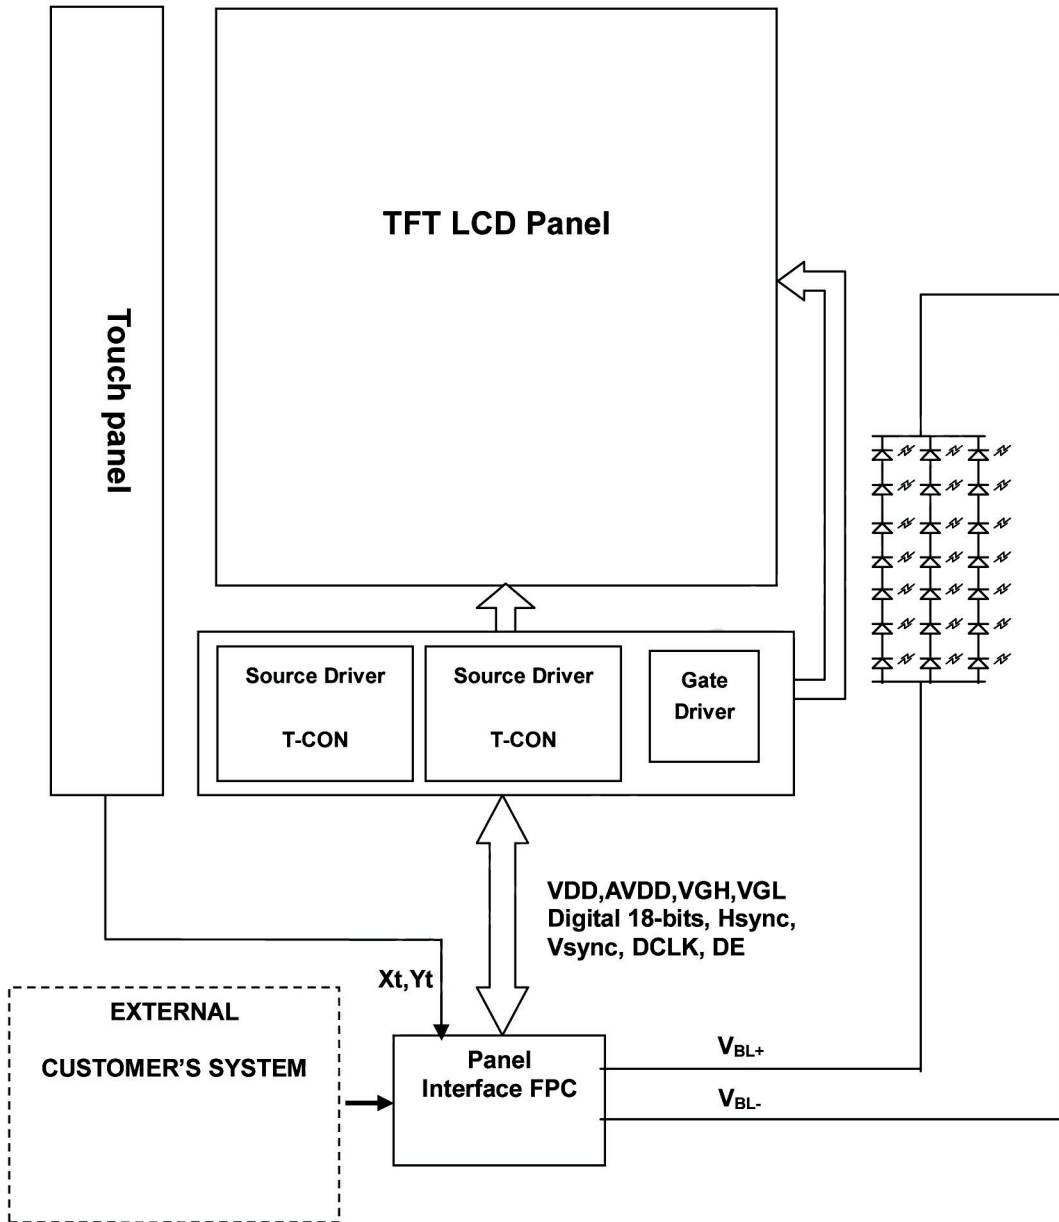 TFT LCD Panel
Touch panel
Source Driver
T-CON
Source Driver
T-CON
Gate
Driver
VDD,AVDD,VGH,VGL
Digital 18-bits, Hsync,
Vsync, DCLK, DE
Xt,Yt
EXTERNAL
CUSTOMER'S SYSTEM
Panel
Interface FPC
VBL+
VBL-